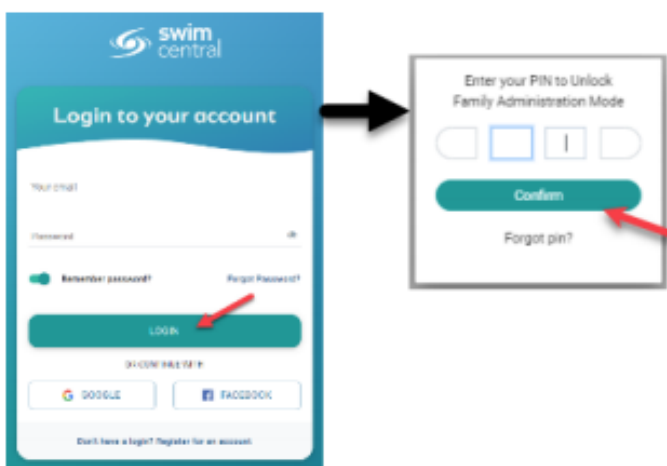 swim
central
Login to your account
Your email
Password
Remember password?
Forgot Password?
LOGIN
OR CONTINUE WITH
GOOGLE
FACEBOOK
Don't have a login? Register for an account
Enter your PIN to Unlock
Family Administration Mode
Confirm
Forgot pin?